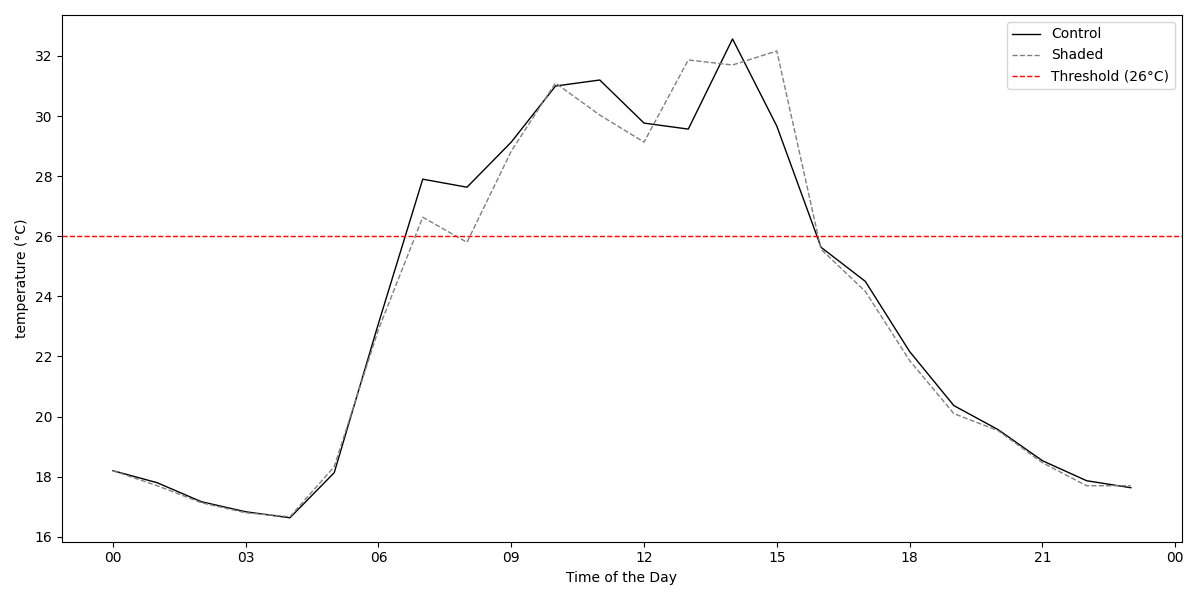 Control
Shaded
Threshold (26°C)
temperature (°C)
32
30
28
26
24
22
20
18
16
00 03 06 09 12 15 18 21 00
Time of the Day